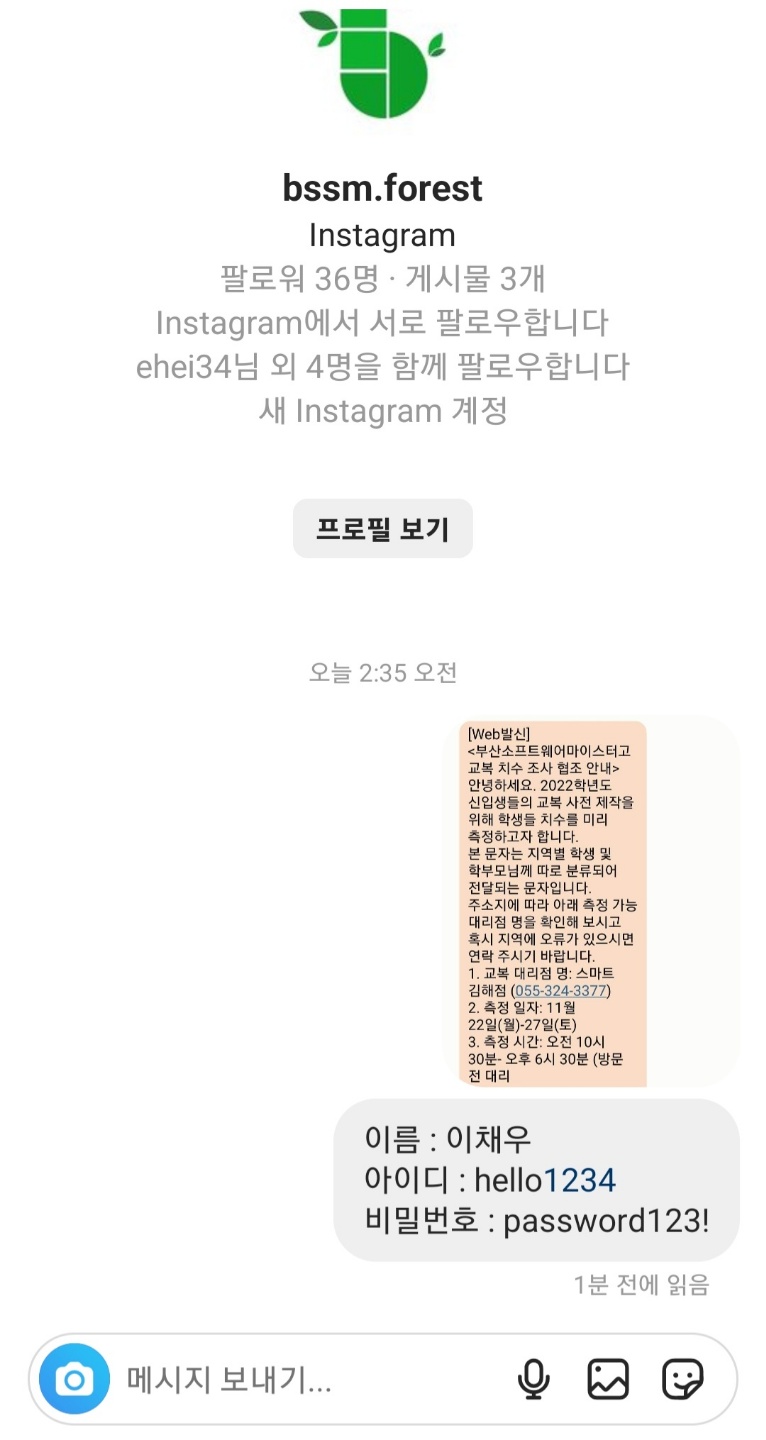 bssm.forest
Instagram
팔로워 36명 · 게시물 3개
Instagram에서 서로 팔로우합니다
ehei34님 외 4명을 함께 팔로우합니다
새 Instagram 계정
프로필 보기
오늘 2:35 오전
[Web발신]
<부산소프트웨어마이스터고
교복 치수 조사 협조 안내>
안녕하세요. 2022학년도
신입생들의 교복 사전 제작을
위해 학생들 치수를 미리
측정하고자 합니다.
본 문자는 지역별 학생 및
학부모님께 따로 분류되어
전달되는 문자입니다.
주소지에 따라 아래 측정 가능
대리점 명을 확인해 보시고
혹시 지역에 오류가 있으시면
연락 주시기 바랍니다.
1. 교복 대리점 명: 스마트
김해점 (055-324-3377)
2. 측정 일자: 11월
22일(월)-27일(토)
3. 측정 시간: 오전 10시
30분- 오후 6시 30분 (방문
전 대리
이름 : 이채우
아이디 : hello1234
비밀번호 : password123!
1분 전에 읽음
메시지 보내기...